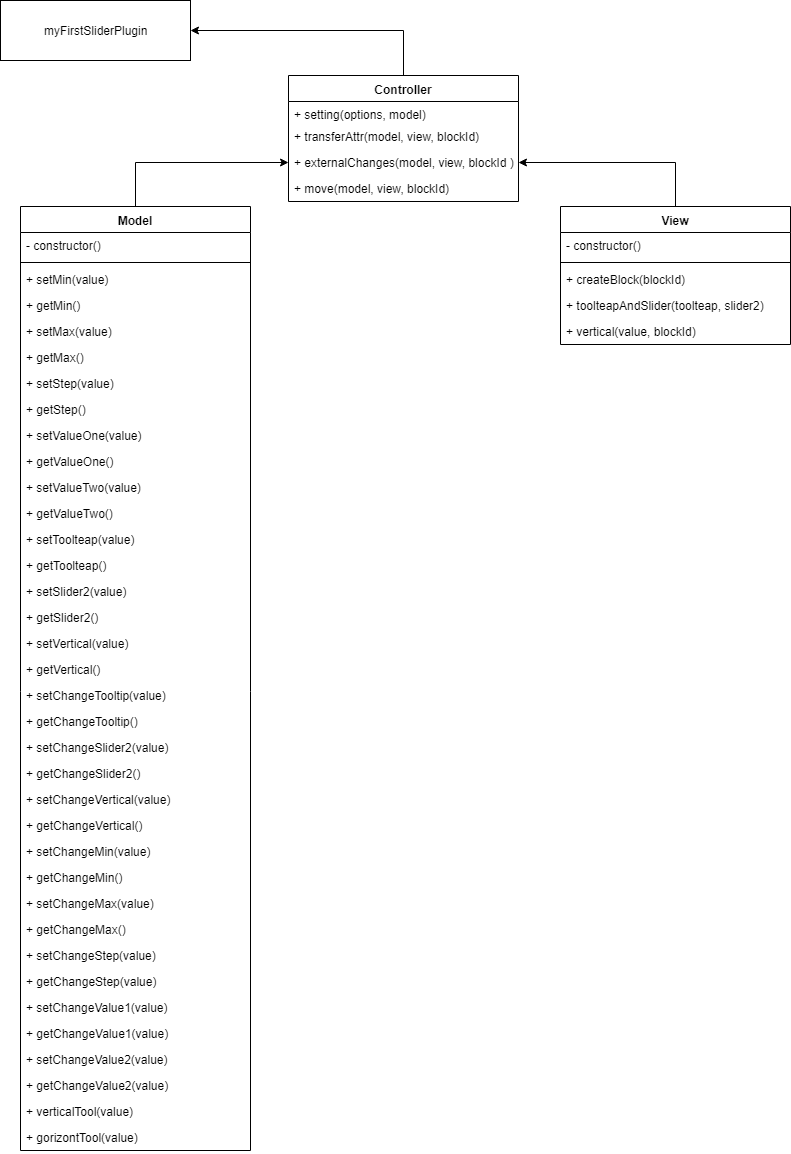 myFirstSliderPlugin
Controller
+ setting(options, model)
+ transferAttr(model, view, blockId)
+ externalChanges(model, view, blockId )
+ move(model, view, blockId)
Model
- constructor()
+ setMin(value)
+ getMin()
+ setMax(value)
+ getMax()
+ setStep(value)
+ getStep()
+ setValueOne(value)
+ getValueOne()
+ setValueTwo(value)
+ getValueTwo()
+ setToolteap(value)
+ getToolteap()
+ setSlider2(value)
+ getSlider2()
+ setVertical(value)
+ getVertical()
+ setChangeTooltip(value)
+ getChangeTooltip()
+ setChangeSlider2(value)
+ getChangeSlider2()
+ setChangeVertical(value)
+ getChangeVertical()
+ setChangeMin(value)
+ getChangeMin()
+ setChangeMax(value)
+ getChangeMax()
+ setChangeStep(value)
+ getChangeStep(value)
+ setChangeValue1(value)
+ getChangeValue1(value)
+ setChangeValue2(value)
+ getChangeValue2(value)
+ verticalTool(value)
+ gorizontTool(value)
View
- constructor()
+ createBlock(blockId)
+ toolteapAndSlider(toolteap, slider2)
+ vertical(value, blockId)